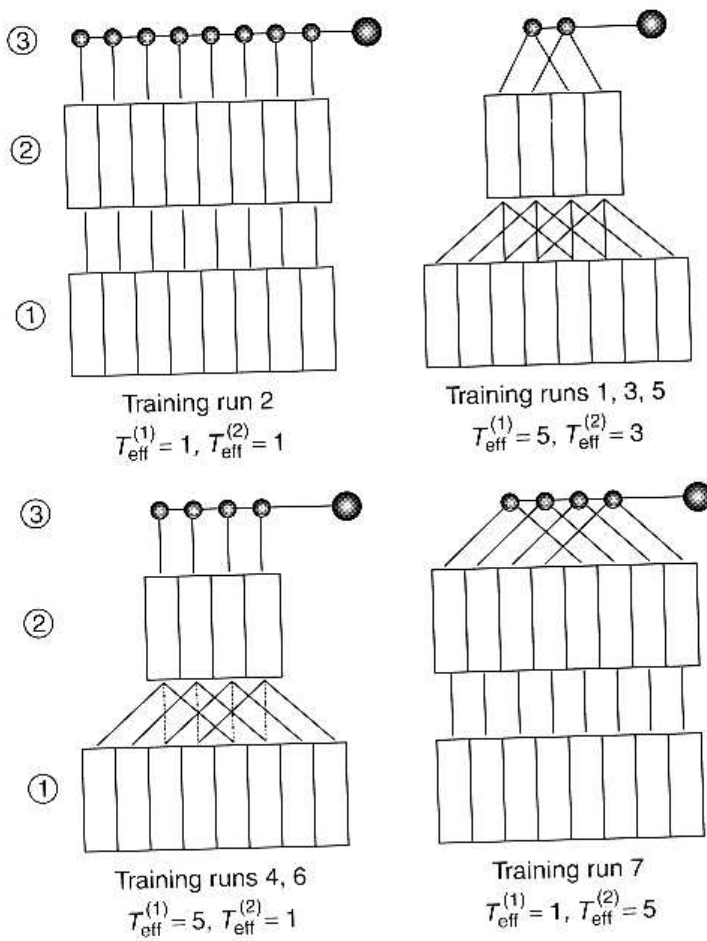 ③
②
①
Training run 2
T_eff^(1) = 1, T_eff^(2) = 1
Training runs 1, 3, 5
T_eff^(1) = 5, T_eff^(2) = 3
③
②
①
Training runs 4, 6
T_eff^(1) = 5, T_eff^(2) = 1
Training run 7
T_eff^(1) = 1, T_eff^(2) = 5